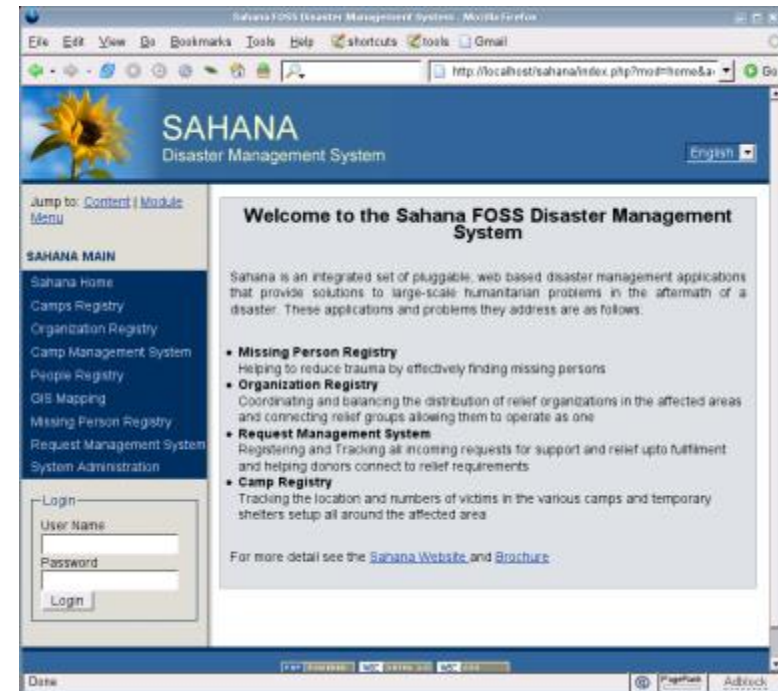 Sahana FOSS Disaster Management System - Mozilla Firefox
File Edit View Go Bookmarks Tools Help shortcuts tools Gmail
http://localhost/sahana/index.php?mod=home&a Go
SAHANA
Disaster Management System
English
Jump to: Content | Module
Menu
SAHANA MAIN
Sahana Home
Camps Registry
Organization Registry
Camp Management System
People Registry
GIS Mapping
Missing Person Registry
Request Management System
System Administration
Login
User Name
Password
Login
Welcome to the Sahana FOSS Disaster Management
System
Sahana is an integrated set of pluggable, web based disaster management applications
that provide solutions to large-scale humanitarian problems in the aftermath of a
disaster. These applications and problems they address are as follows:
• Missing Person Registry
Helping to reduce trauma by effectively finding missing persons
• Organization Registry
Coordinating and balancing the distribution of relief organizations in the affected areas
and connecting relief groups allowing them to operate as one
• Request Management System
Registering and Tracking all incoming requests for support and relief upto fulfilment
and helping donors connect to relief requirements
• Camp Registry
Tracking the location and numbers of victims in the various camps and temporary
shelters setup all around the affected area
For more detail see the Sahana Website and Brochure
Done PageRank Adblock